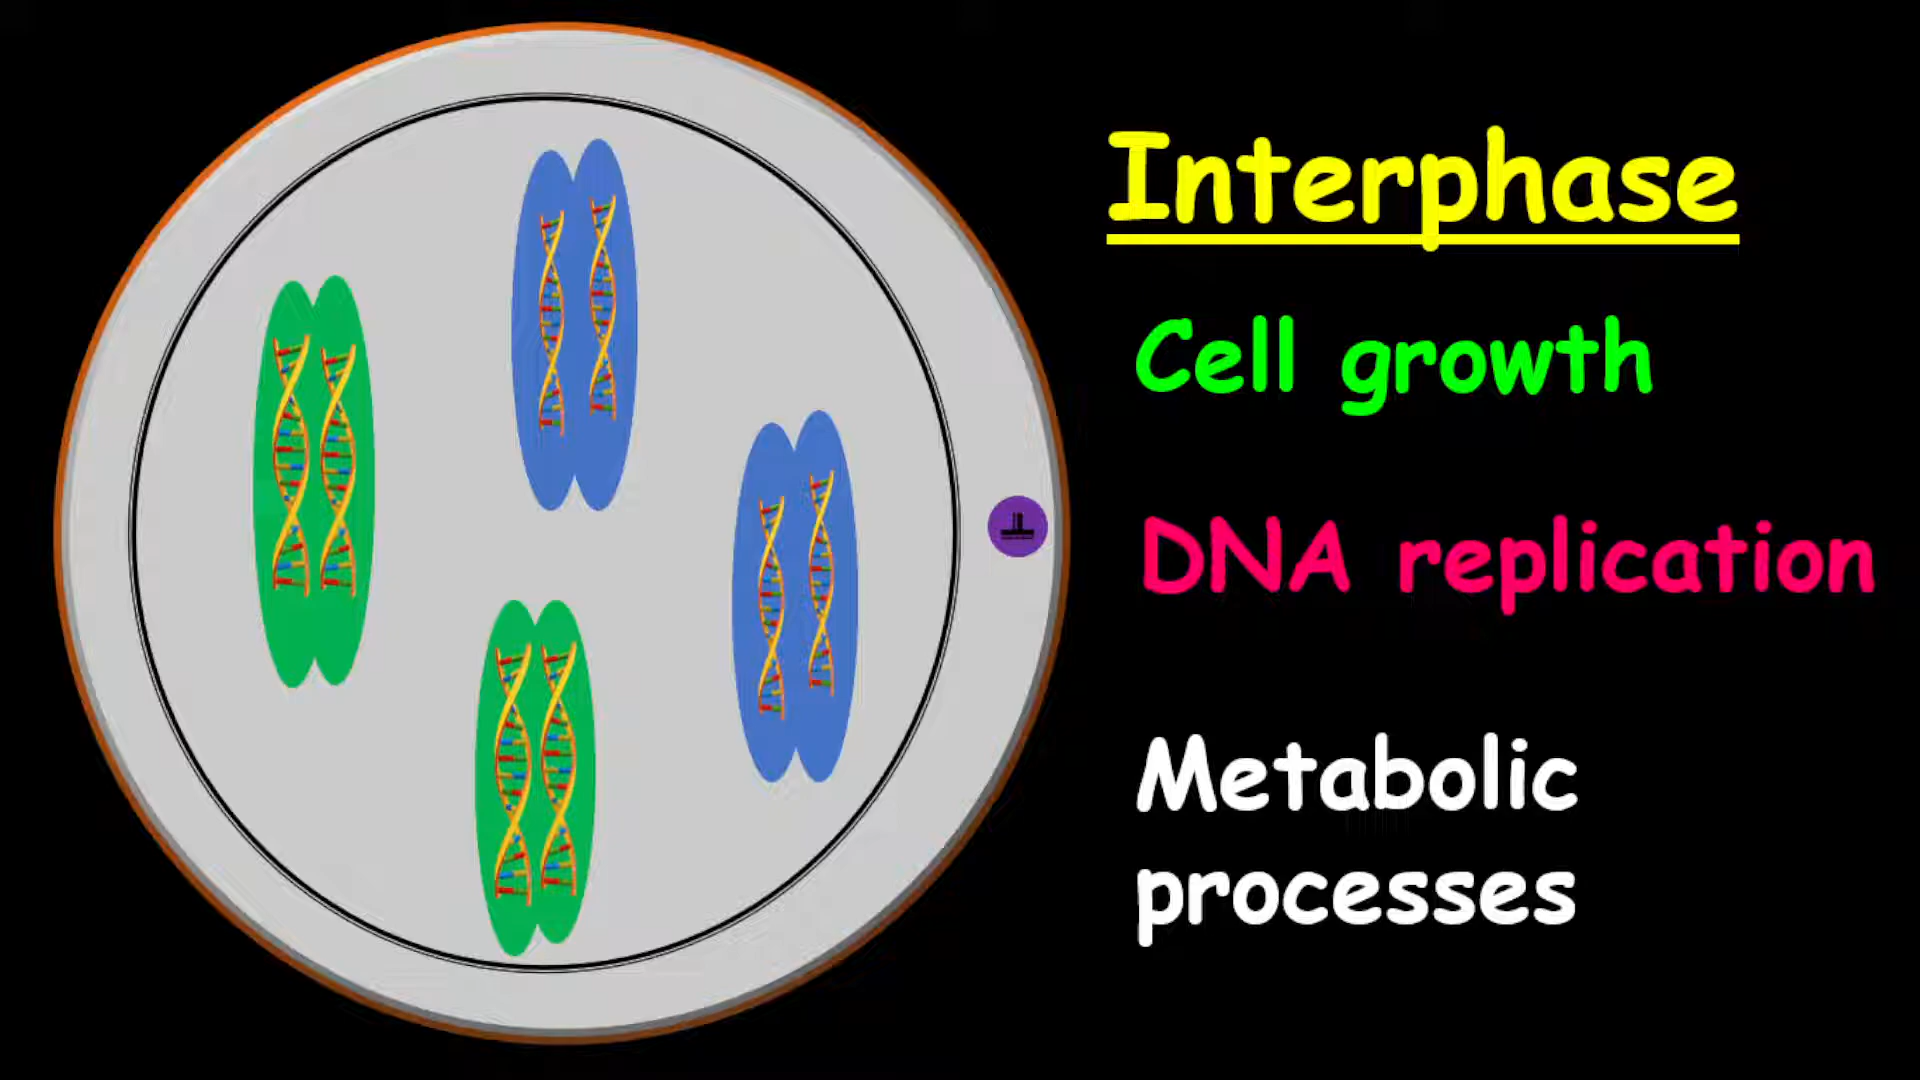 Interphase
Cell growth
DNA replication
Metabolic
processes